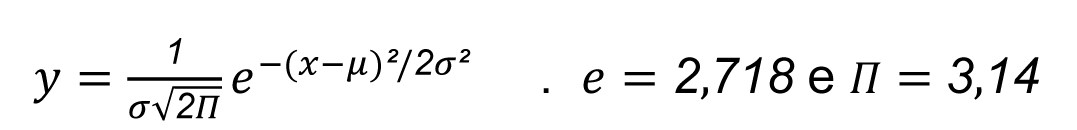 y = 1/σ√2Π e^−(x−μ)²/2σ² . e = 2,718 e Π = 3,14